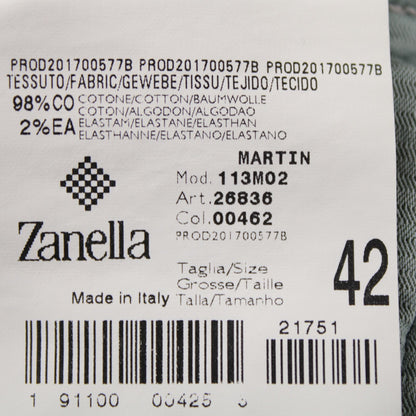 PROD201700577B PROD201700577B PROD201700577B
TESSUTO/FABRIC/GEWEBE/TISSU/TEJIDO/TECIDO
98%CO COTONE/COTTON/BAUMWOLLE
COTON/ALGODON/ALGODAO
2%EA ELASTAM/ELASTANE/ELASTHAN
ELASTHANNE/ELASTANO/ELASTANO
MARTIN
Mod. 113M02
Art. 26836
Col. 00462
PROD201700577B
Zanella
Taglia/Size
Grosse/Taille
Talla/Tamanho
42
Made in Italy
21751
1 91100 00425